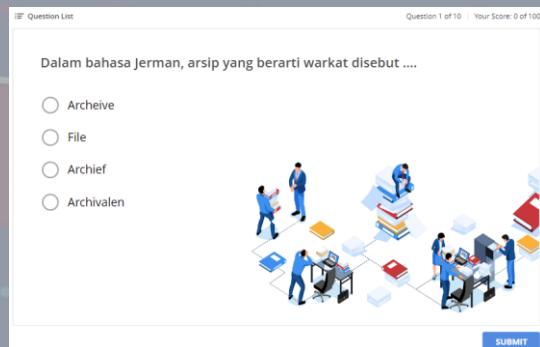 Question List
Question 1 of 10 | Your Score: 0 of 100
Dalam bahasa Jerman, arsip yang berarti warkat disebut ....
Archeive
File
Archief
Archivalen
SUBMIT